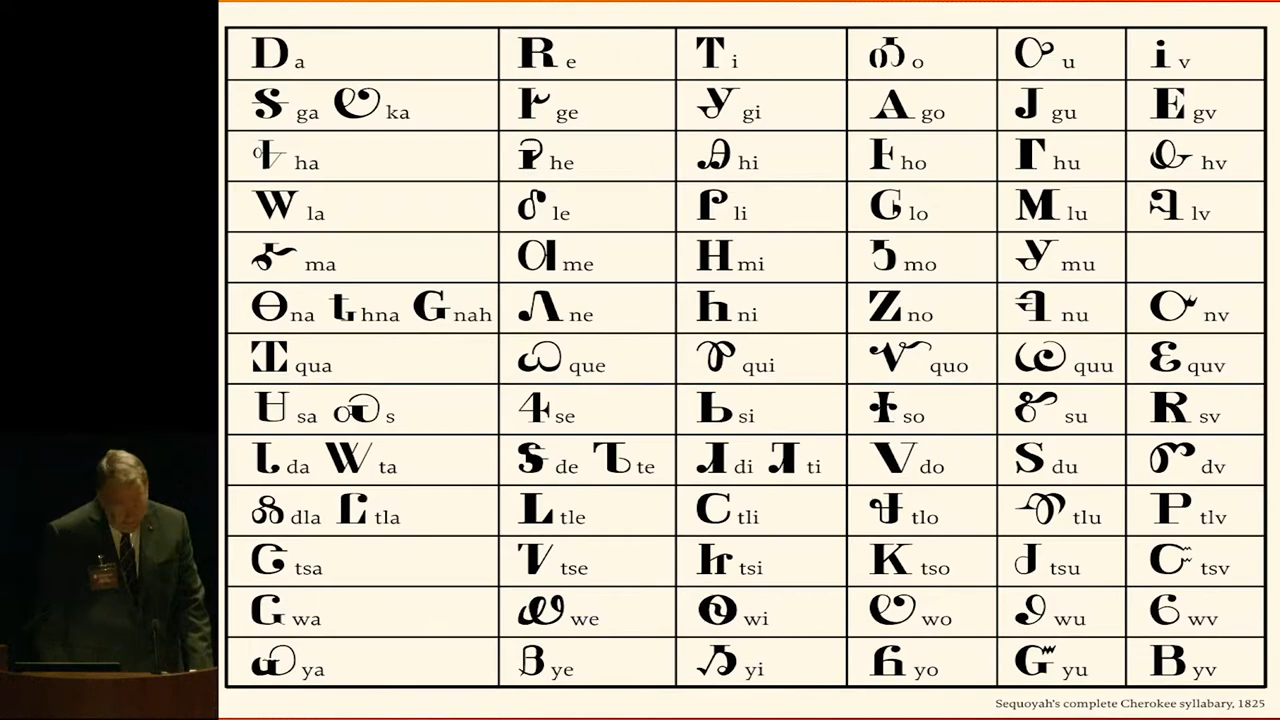 Ꭰ a Ꭱ e Ꭲ i Ꭳ o Ꭴ u Ꭵ v
Ꭶ ga Ꭷ ka Ꭸ ge Ꭹ gi Ꭺ go Ꭻ gu Ꭼ gv
Ꭽ ha Ꭾ he Ꭿ hi Ꮀ ho Ꮁ hu Ꮂ hv
Ꮃ la Ꮄ le Ꮅ li Ꮆ lo Ꮇ lu Ꮈ lv
Ꮉ ma Ꮊ me Ꮋ mi Ꮌ mo Ꮍ mu
Ꮎ na Ꮏ hna Ꮐ nah Ꮑ ne Ꮒ ni Ꮓ no Ꮔ nu Ꮕ nv
Ꮖ qua Ꮗ que Ꮘ qui Ꮙ quo Ꮚ quu Ꮛ quv
Ꮜ sa Ꮝ s Ꮞ se Ꮟ si Ꮠ so Ꮡ su Ꮢ sv
Ꮣ da Ꮤ ta Ꮥ de Ꮦ te Ꮧ di Ꮨ ti Ꮩ do Ꮪ du Ꮫ dv
Ꮬ dla Ꮭ tla Ꮮ tle Ꮯ tli Ꮰ tlo Ꮱ tlu Ꮲ tlv
Ꮳ tsa Ꮴ tse Ꮵ tsi Ꮶ tso Ꮷ tsu Ꮸ tsv
Ꮹ wa Ꮺ we Ꮻ wi Ꮼ wo Ꮽ wu Ꮾ wv
Ꮿ ya Ᏸ ye Ᏹ yi Ᏺ yo Ᏻ yu Ᏼ yv
Sequoyah's complete Cherokee syllabary, 1825